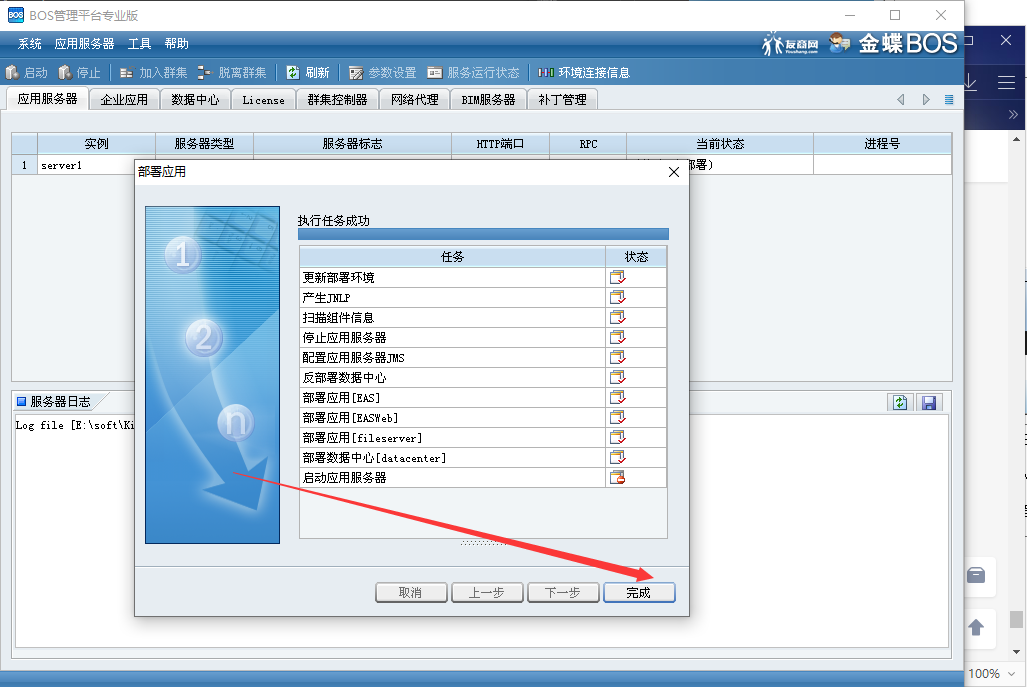 BOS管理平台专业版
系统 应用服务器 工具 帮助
友商网 Youshang.com 金蝶BOS
启动 停止 加入群集 脱离群集 刷新 参数设置 服务运行状态 环境连接信息
应用服务器 企业应用 数据中心 License 群集控制器 网络代理 BIM服务器 补丁管理
实例 服务器类型 服务器标志 HTTP端口 RPC 当前状态 进程号
1 server1 部署）
部署应用
1
2
n
执行任务成功
任务 状态
更新部署环境
产生JNLP
扫描组件信息
停止应用服务器
配置应用服务器JMS
反部署数据中心
部署应用[EAS]
部署应用[EASWeb]
部署应用[fileserver]
部署数据中心[datacenter]
启动应用服务器
取消 上一步 下一步 完成
服务器日志
Log file [E:\soft\Ki
100%